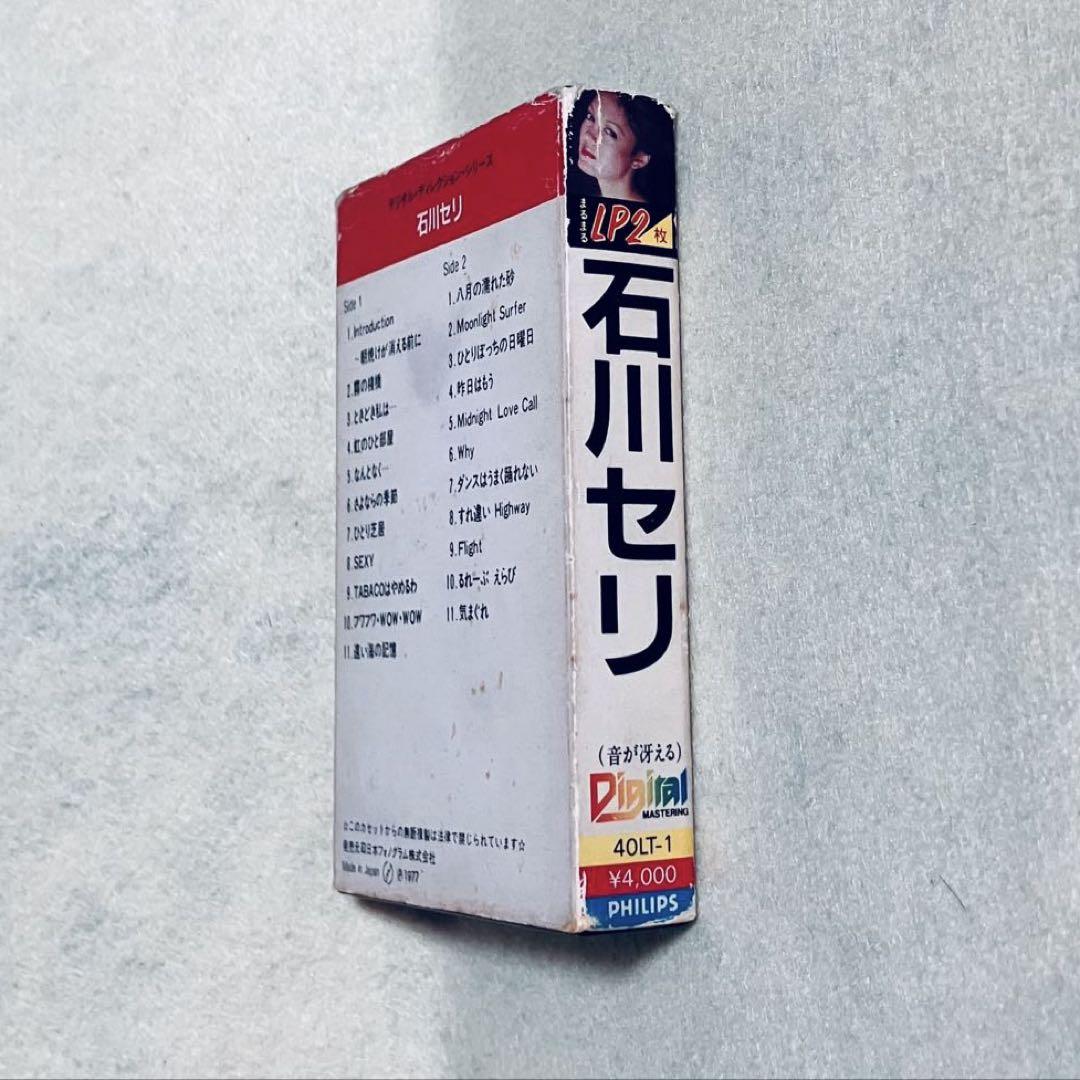 デジタル・ディレクション・シリーズ
石川セリ
Side 1
1. Introduction
～朝焼けが消える前に
2. 霧の桟橋
3. ときどき私は…
4. 虹のひと部屋
5. なんとなく…
6. さよならの季節
7. ひとり芝居
8. SEXY
9. TABACOはやめるわ
10. フワフワ・WOW・WOW
11. 遠い海の記憶
Side 2
1. 八月の濡れた砂
2. Moonlight Surfer
3. ひとりぼっちの日曜日
4. 昨日はもう
5. Midnight Love Call
6. Why
7. ダンスはうまく踊れない
8. すれ違い Highway
9. Flight
10. るれーぶ えらび
11. 気まぐれ
☆このカセットからの無断複製は法律で禁じられています☆
発売元㊐日本フォノグラム株式会社
Made in Japan ℗1977
まるまる
LP2枚
石川セリ
(音が冴える)
Digital
MASTERING
40LT-1
¥4,000
PHILIPS